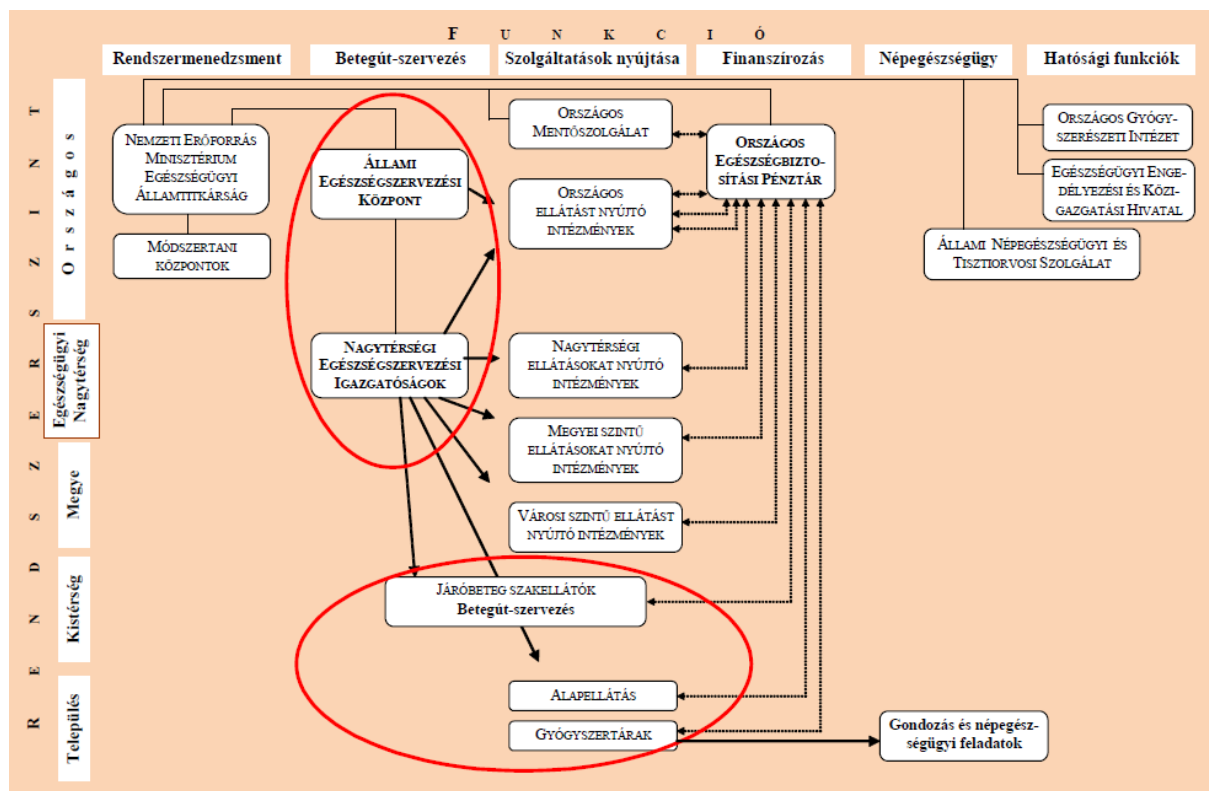 F U N K C I Ó
Rendszermenedzsment
Betegút-szervezés
Szolgáltatások nyújtása
Finanszírozás
Népegészségügy
Hatósági funkciók
RENDSZERSZINT
Országos
NEMZETI ERŐFORRÁS
MINISZTÉRIUM
EGÉSZSÉGÜGYI
ÁLLAMTITKÁRSÁG
MÓDSZERTANI
KÖZPONTOK
ÁLLAMI
EGÉSZSÉGSZERVEZÉSI
KÖZPONT
ORSZÁGOS
MENTŐSZOLGÁLAT
ORSZÁGOS
ELLÁTÁST NYÚJTÓ
INTÉZMÉNYEK
ORSZÁGOS
EGÉSZSÉGBIZTO-
SÍTÁSI PÉNZTÁR
ÁLLAMI NÉPEGÉSZSÉGÜGYI ÉS
TISZTIORVOSI SZOLGÁLAT
ORSZÁGOS GYÓGY-
SZERÉSZETI INTÉZET
EGÉSZSÉGÜGYI ENGE-
DÉLYEZÉSI ÉS KÖZI-
GAZGATÁSI HIVATAL
Egészségügyi
Nagytérség
NAGYTÉRSÉGI
EGÉSZSÉGSZERVEZÉSI
IGAZGATÓSÁGOK
NAGYTÉRSÉGI
ELLÁTÁSOKAT NYÚJTÓ
INTÉZMÉNYEK
MEGYEI SZINTŰ
ELLÁTÁSOKAT NYÚJTÓ
INTÉZMÉNYEK
Megye
VÁROSI SZINTŰ ELLÁTÁST
NYÚJTÓ INTÉZMÉNYEK
Kistérség
JÁRÓBETEG SZAKELLÁTÓK
Betegút-szervezés
Település
ALAPELLÁTÁS
GYÓGYSZERTÁRAK
Gondozás és népegész-
ségügyi feladatok